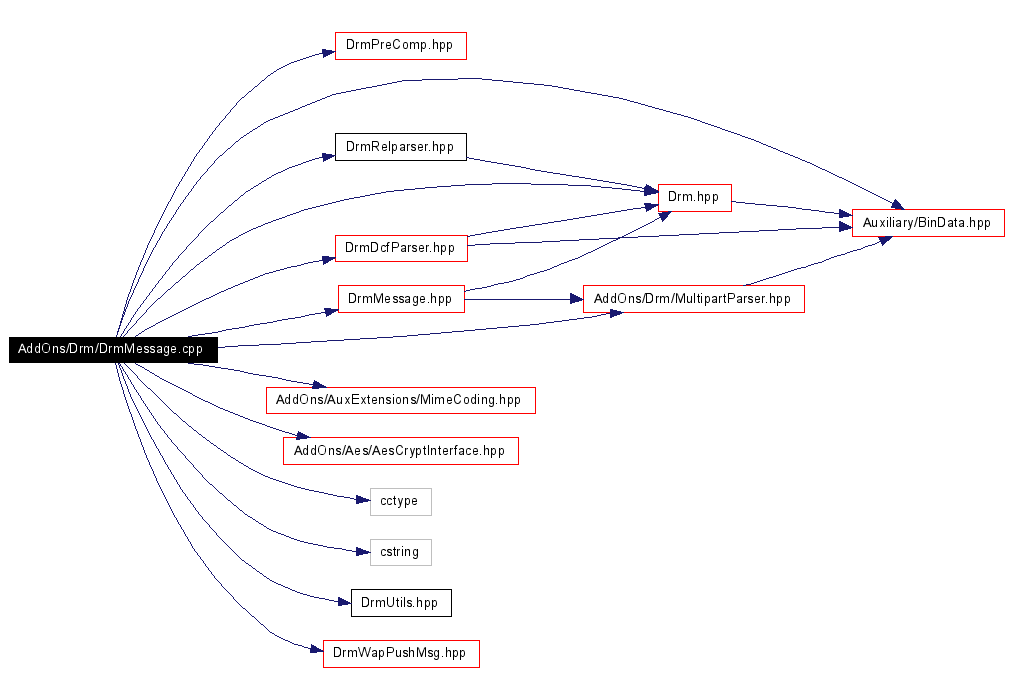 DrmPreComp.hpp
DrmRelparser.hpp
Drm.hpp
Auxiliary/BinData.hpp
DrmDcfParser.hpp
DrmMessage.hpp
AddOns/Drm/MultipartParser.hpp
AddOns/Drm/DrmMessage.cpp
AddOns/AuxExtensions/MimeCoding.hpp
AddOns/Aes/AesCryptInterface.hpp
cctype
cstring
DrmUtils.hpp
DrmWapPushMsg.hpp